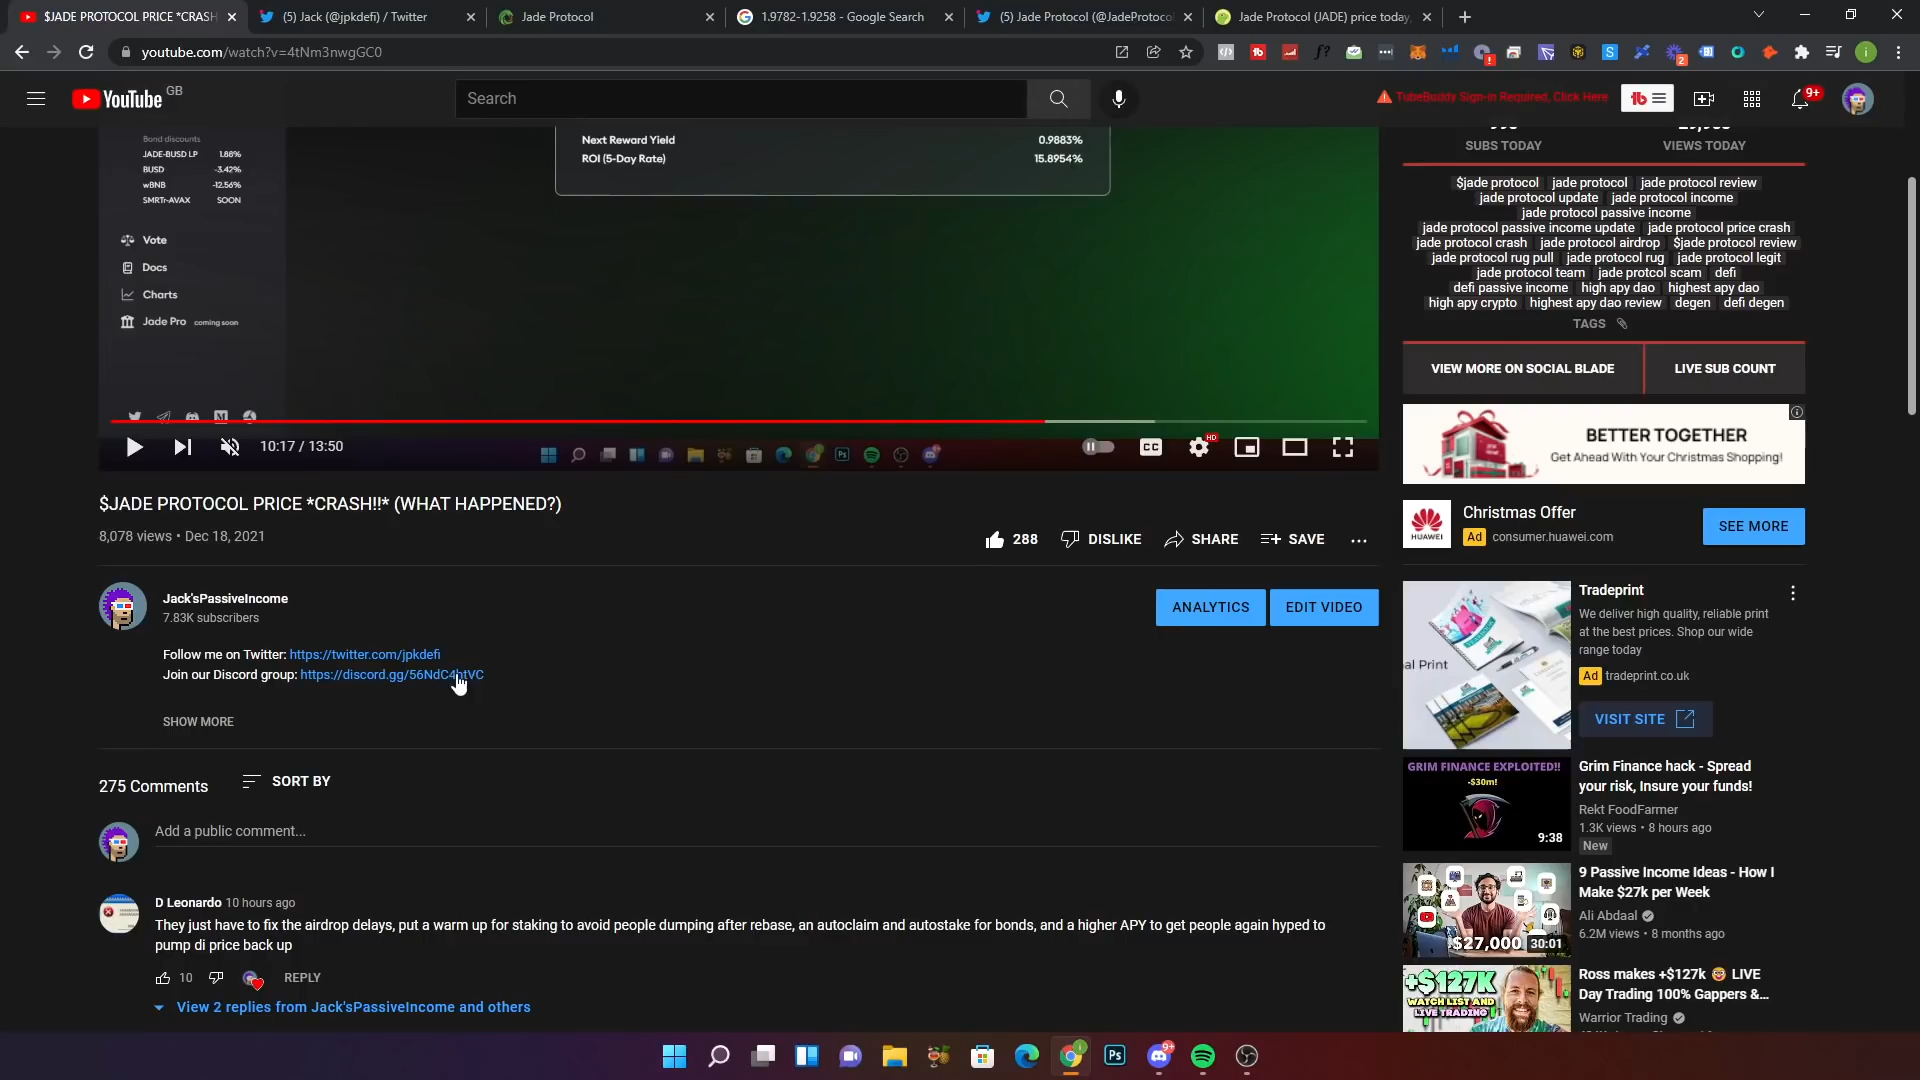 $JADE PROTOCOL PRICE *CRASH
(5) Jack (@jpkdefi) / Twitter
Jade Protocol
1.9782-1.9258 - Google Search
(5) Jade Protocol (@JadeProtoco
Jade Protocol (JADE) price today,
youtube.com/watch?v=4tNm3nwgGC0
YouTube GB
Search
TubeBuddy Sign-in Required, Click Here
9+
Bond discounts
JADE-BUSD LP 1.88%
BUSD -3.42%
wBNB -12.56%
SMRTr-AVAX SOON
Vote
Docs
Charts
Jade Pro coming soon
Next Reward Yield 0.9883%
ROI (5-Day Rate) 15.8954%
10:17 / 13:50
CC
HD
$JADE PROTOCOL PRICE *CRASH!!* (WHAT HAPPENED?)
8,078 views • Dec 18, 2021
288
DISLIKE
SHARE
SAVE
Jack'sPassiveIncome
7.83K subscribers
ANALYTICS
EDIT VIDEO
Follow me on Twitter: https://twitter.com/jpkdefi
Join our Discord group: https://discord.gg/56NdC4htVC
SHOW MORE
275 Comments
SORT BY
Add a public comment...
D Leonardo 10 hours ago
They just have to fix the airdrop delays, put a warm up for staking to avoid people dumping after rebase, an autoclaim and autostake for bonds, and a higher APY to get people again hyped to
pump di price back up
10
REPLY
View 2 replies from Jack'sPassiveIncome and others
SUBS TODAY
VIEWS TODAY
$jade protocol jade protocol jade protocol review
jade protocol update jade protocol income
jade protocol passive income
jade protocol passive income update jade protocol price crash
jade protocol crash jade protocol airdrop $jade protocol review
jade protocol rug pull jade protocol rug jade protocol legit
jade protocol team jade protcol scam defi
defi passive income high apy dao highest apy dao
high apy crypto highest apy dao review degen defi degen
TAGS
VIEW MORE ON SOCIAL BLADE
LIVE SUB COUNT
BETTER TOGETHER
Get Ahead With Your Christmas Shopping!
HUAWEI
Christmas Offer
Ad consumer.huawei.com
SEE MORE
al Print
Tradeprint
We deliver high quality, reliable print
at the best prices. Shop our wide
range today
Ad tradeprint.co.uk
VISIT SITE
GRIM FINANCE EXPLOITED!!
-$30m!
9:38
Grim Finance hack - Spread
your risk, Insure your funds!
Rekt FoodFarmer
1.3K views • 8 hours ago
New
$27,000
30:01
9 Passive Income Ideas - How I
Make $27k per Week
Ali Abdaal
6.2M views • 8 months ago
+$127K
WATCH LIST AND
LIVE TRADING
Ross makes +$127k 🤓 LIVE
Day Trading 100% Gappers &...
Warrior Trading
Ps
9+